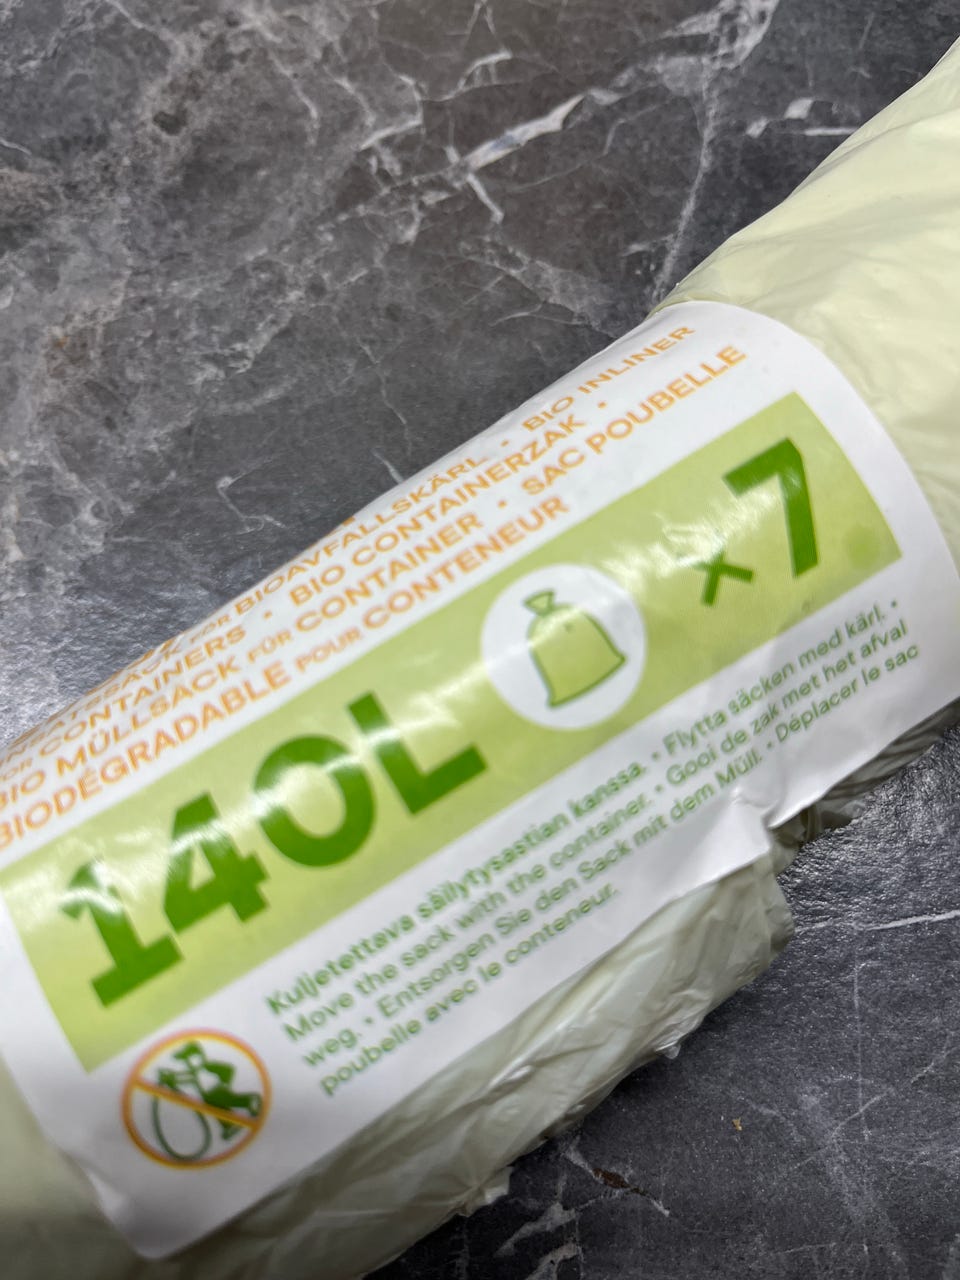 FÖR BIOAVFALLSKÄRL • BIO INLINER
CONTAINERS • BIO CONTAINERZAK •
BIO MÜLLSÄCK FÜR CONTAINER • SAC POUBELLE
BIODÉGRADABLE POUR CONTENEUR
140L x7
Kuljetettava säilytysastian kanssa. • Flytta säcken med kärl. •
Move the sack with the container. • Gooi de zak met het afval
weg. • Entsorgen Sie den Sack mit dem Müll. • Déplacer le sac
poubelle avec le conteneur.